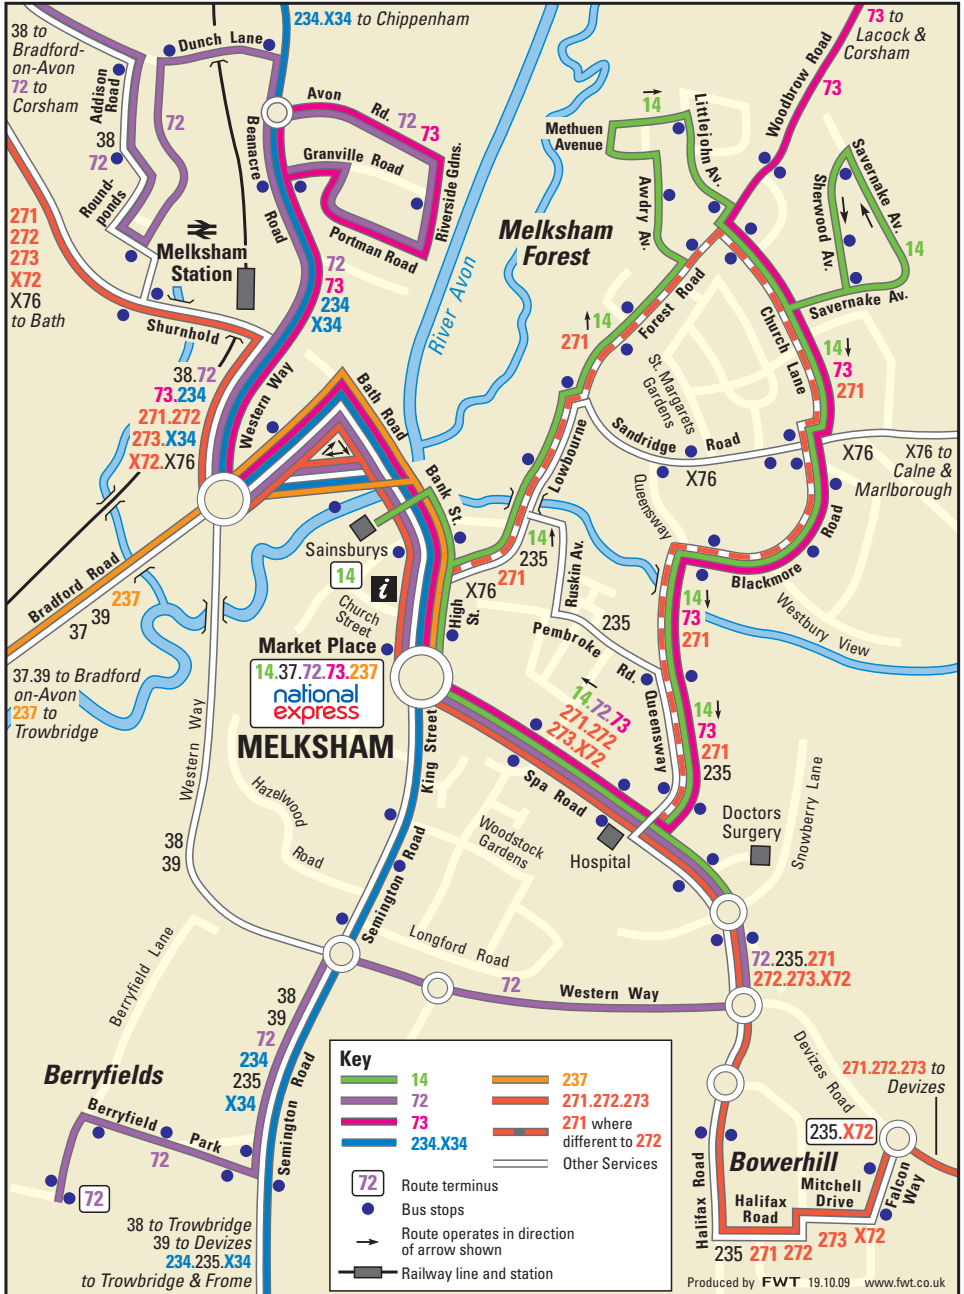 38 to
Bradford-
on-Avon
72 to
Corsham
Addison
Road
38
72
Round-
ponds
Dunch Lane
72
234.X34 to Chippenham
Avon
Rd.
72
73
Granville Road
Riverside Gdns.
Portman Road
Beanacre
Road
Melksham
Station
271
272
273
X72
X76
to Bath
Shurnhold
72
73
234
X34
River Avon
73 to
Lacock &
Corsham
Woodbrow Road
73
14
Littlejohn Av.
Methuen
Avenue
Awdry Av.
Melksham
Forest
Savernake Av.
Sherwood Av.
14
Savernake Av.
14
271
Forest Road
Church Lane
14
73
271
St. Margarets
Gardens
38.72
73.234
271.272
273.X34
X72.X76
Western Way
Bath Road
Bank St.
Lowbourne
Sandridge Road
X76
X76
X76 to
Calne &
Marlborough
Queensway
Blackmore Road
Westbury View
Sainsburys
14
i
Church
Street
High
St.
X76
271
14
235
Ruskin Av.
Pembroke Rd.
235
14
73
271
Bradford Road
237
39
37
37.39 to Bradford
on-Avon
237 to
Trowbridge
Market Place
14.37.72.73.237
national
express
MELKSHAM
14.72.73
271.272
273.X72
Queensway
14
73
271
235
Western Way
King Street
Spa Road
Hospital
Doctors
Surgery
Snowberry Lane
Hazelwood
Road
Woodstock
Gardens
38
39
Semington Road
Longford Road
72.235.271
272.273.X72
72
Western Way
Berryfield Lane
38
39
72
234
235
X34
Semington Road
Berryfields
Berryfield Park
72
72
Devizes Road
271.272.273 to
Devizes
235.X72
Bowerhill
Mitchell
Drive
Falcon
Way
Halifax
Road
Halifax Road
235
271
272
273
X72
38 to Trowbridge
39 to Devizes
234.235.X34
to Trowbridge & Frome
Key
14
72
73
234.X34
237
271.272.273
271 where
different to 272
Other Services
72
Route terminus
Bus stops
Route operates in direction
of arrow shown
Railway line and station
Produced by FWT 19.10.09 www.fwt.co.uk